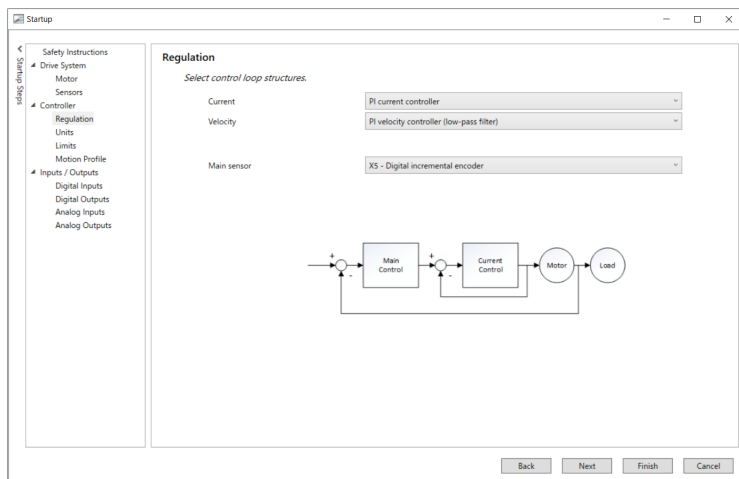 Startup
Startup Steps
Safety Instructions
Drive System
Motor
Sensors
Controller
Regulation
Units
Limits
Motion Profile
Inputs / Outputs
Digital Inputs
Digital Outputs
Analog Inputs
Analog Outputs
Regulation
Select control loop structures.
Current
PI current controller
Velocity
PI velocity controller (low-pass filter)
Main sensor
X5 - Digital incremental encoder
+
-
Main
Control
+
-
Current
Control
Motor
Load
Back
Next
Finish
Cancel